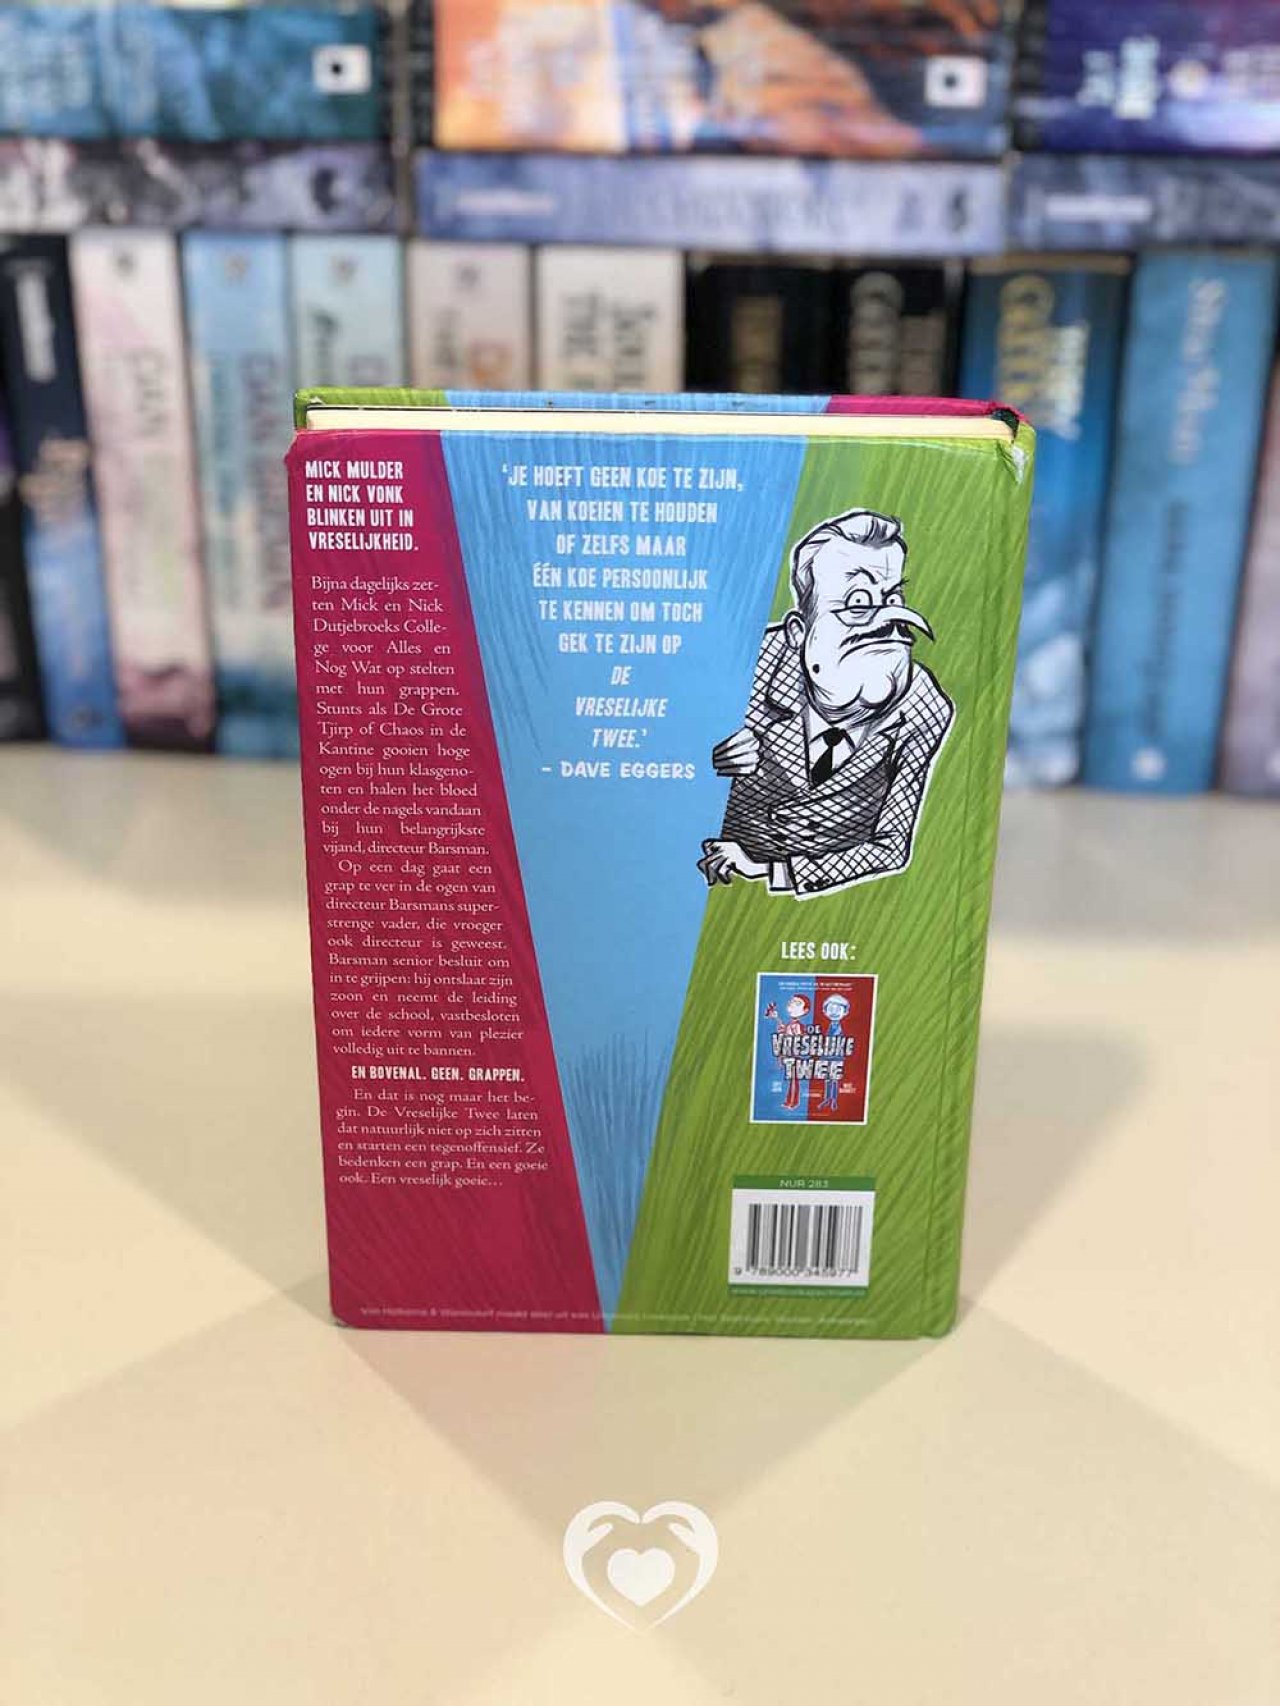 MICK MULDER
EN NICK VONK
BLINKEN UIT IN
VRESELIJKHEID.
Bijna dagelijks zet-
ten Mick en Nick
Dutjebroeks Colle-
ge voor Alles en
Nog Wat op stelten
met hun grappen.
Stunts als De Grote
Tjirp of Chaos in de
Kantine gooien hoge
ogen bij hun klasgeno-
ten en halen het bloed
onder de nagels vandaan
bij hun belangrijkste
vijand, directeur Barsman.
Op een dag gaat een
grap te ver in de ogen van
directeur Barsmans super-
strenge vader, die vroeger
ook directeur is geweest.
Barsman senior besluit om
in te grijpen: hij ontslaat zijn
zoon en neemt de leiding
over de school, vastbesloten
om iedere vorm van plezier
volledig uit te bannen.
EN BOVENAL. GEEN. GRAPPEN.
En dat is nog maar het be-
gin. De Vreselijke Twee laten
dat natuurlijk niet op zich zitten
en starten een tegenoffensief. Ze
bedenken een grap. En een goeie
ook. Een vreselijk goeie...
'JE HOEFT GEEN KOE TE ZIJN,
VAN KOEIEN TE HOUDEN
OF ZELFS MAAR
ÉÉN KOE PERSOONLIJK
TE KENNEN OM TOCH
GEK TE ZIJN OP
DE
VRESELIJKE
TWEE.'
- DAVE EGGERS
LEES OOK:
DE
VRESELIJKE
TWEE
NUR 283
9 789000 345977
Van Holkema & Warendorf